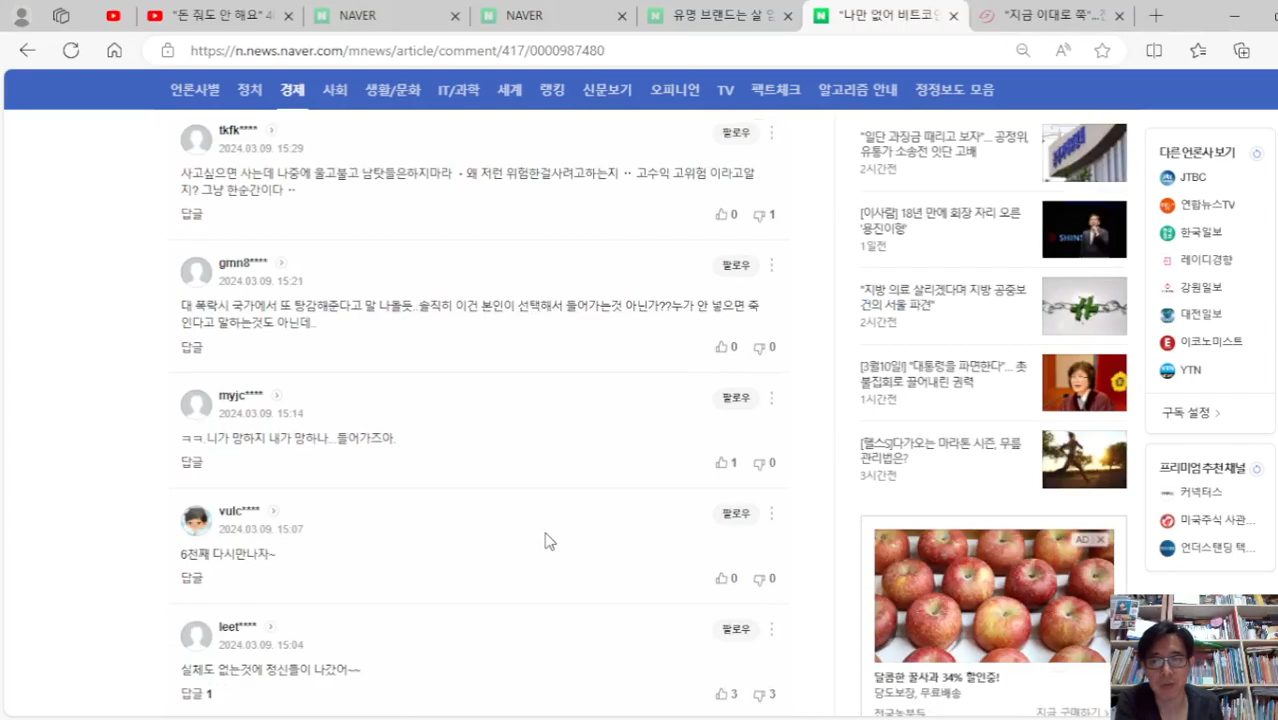 "돈 줘도 안 해요" 4
NAVER
NAVER
유명 브랜드는 살 일
"나만 없어 비트코인
"지금 이대로 쭉"...
https://n.news.naver.com/mnews/article/comment/417/0000987480
언론사별 정치 경제 사회 생활/문화 IT/과학 세계 랭킹 신문보기 오피니언 TV 팩트체크 알고리즘 안내 정정보도 모음
tkfk****
팔로우
2024.03.09. 15:29
사고싶으면 사는데 나중에 울고불고 남탓들은하지마라 · 왜 저런 위험한걸사려고하는지 ·· 고수익 고위험 이라고알
지? 그냥 한순간이다 ··
답글
0 1
gmn8****
팔로우
2024.03.09. 15:21
대 폭락시 국가에서 또 탕감해준다고 말 나올듯..솔직히 이건 본인이 선택해서 들어가는것 아닌가??누가 안 넣으면 죽
인다고 말하는것도 아닌데..
답글
0 0
myjc****
팔로우
2024.03.09. 15:14
ㅋㅋ 니가 망하지 내가 망하나...들어가즈아.
답글
1 0
vulc****
팔로우
2024.03.09. 15:07
6천째 다시만나자~
답글
0 0
leet****
팔로우
2024.03.09. 15:04
실체도 없는것에 정신들이 나갔어~~
답글 1
3 3
"일단 과징금 때리고 보자"... 공정위,
유통가 소송전 잇단 고배
2시간전
[이사람] 18년 만에 회장 자리 오른
'용진이형'
1일전
"지방 의료 살리겠다며 지방 공중보
건의 서울 파견"
2시간전
[3월10일] "대통령을 파면한다"... 촛
불집회로 끌어내린 권력
1시간전
[헬스S]다가오는 마라톤 시즌, 무릎
관리법은?
3시간전
AD X
달콤한 꿀사과 34% 할인중!
당도보장, 무료배송
전국농부들
지금 구매하기
다른 언론사 보기
JTBC
연합뉴스TV
한국일보
레이디경향
강원일보
대전일보
이코노미스트
YTN
구독 설정
프리미엄 추천 채널
커넥터스
미국주식 사관...
언더스탠딩 텍...